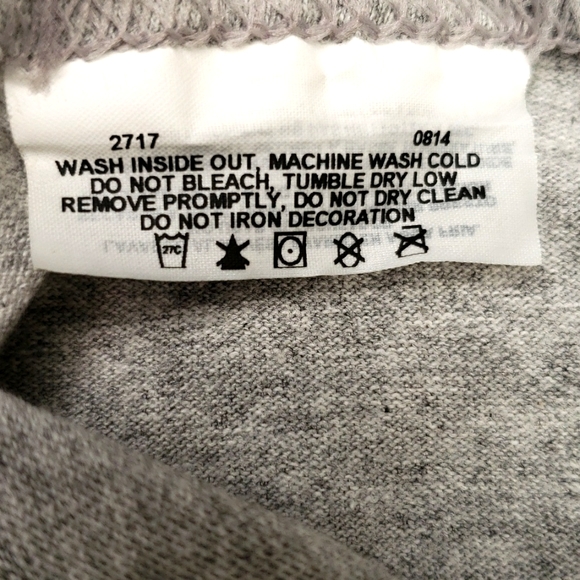 2717 0814
WASH INSIDE OUT, MACHINE WASH COLD
DO NOT BLEACH, TUMBLE DRY LOW
REMOVE PROMPTLY, DO NOT DRY CLEAN
DO NOT IRON DECORATION
27C